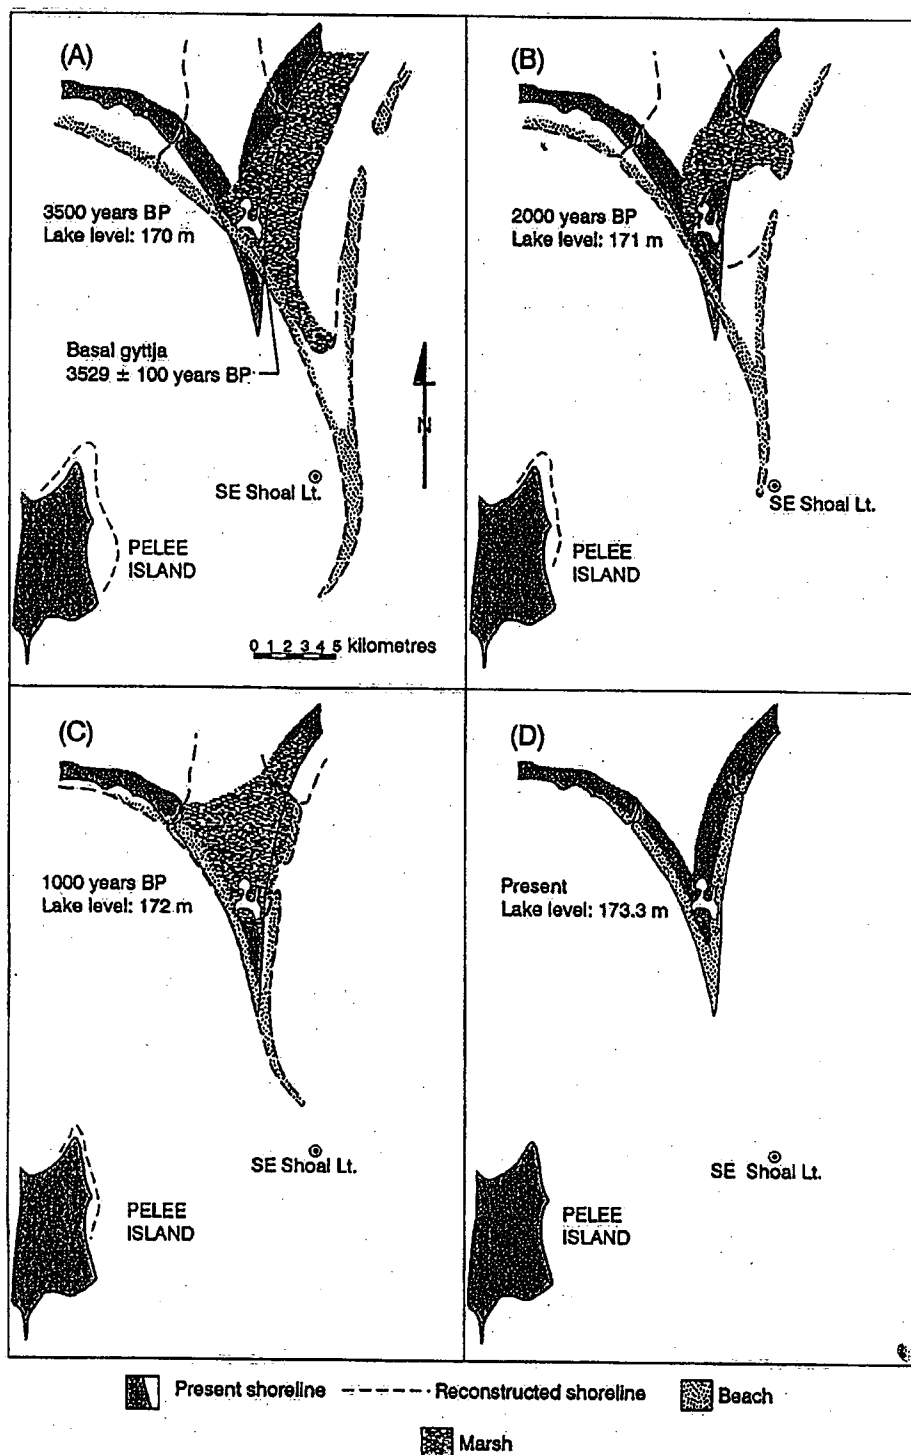 (A)
3500 years BP
Lake level: 170 m
Basal gyttja
3529 ± 100 years BP
N
SE Shoal Lt.
PELEE
ISLAND
0 1 2 3 4 5 kilometres
(B)
2000 years BP
Lake level: 171 m
SE Shoal Lt.
PELEE
ISLAND
(C)
1000 years BP
Lake level: 172 m
SE Shoal Lt.
PELEE
ISLAND
(D)
Present
Lake level: 173.3 m
SE Shoal Lt.
PELEE
ISLAND
Present shoreline
Reconstructed shoreline
Beach
Marsh